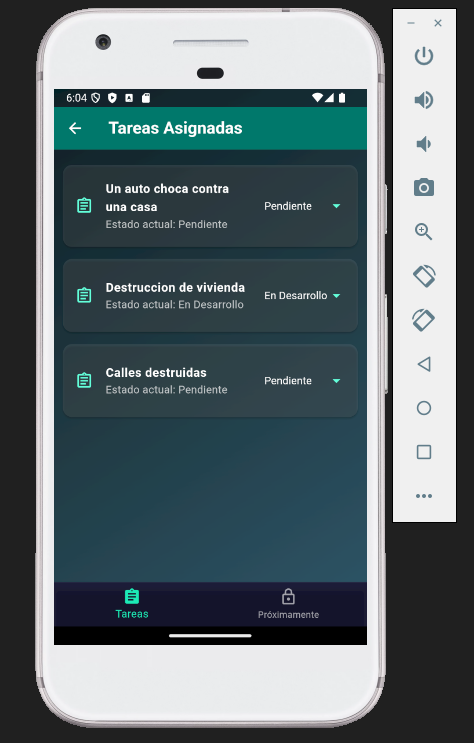 6:04
Tareas Asignadas
Un auto choca contra
una casa
Estado actual: Pendiente
Pendiente
Destruccion de vivienda
Estado actual: En Desarrollo
En Desarrollo
Calles destruidas
Estado actual: Pendiente
Pendiente
Tareas
Próximamente